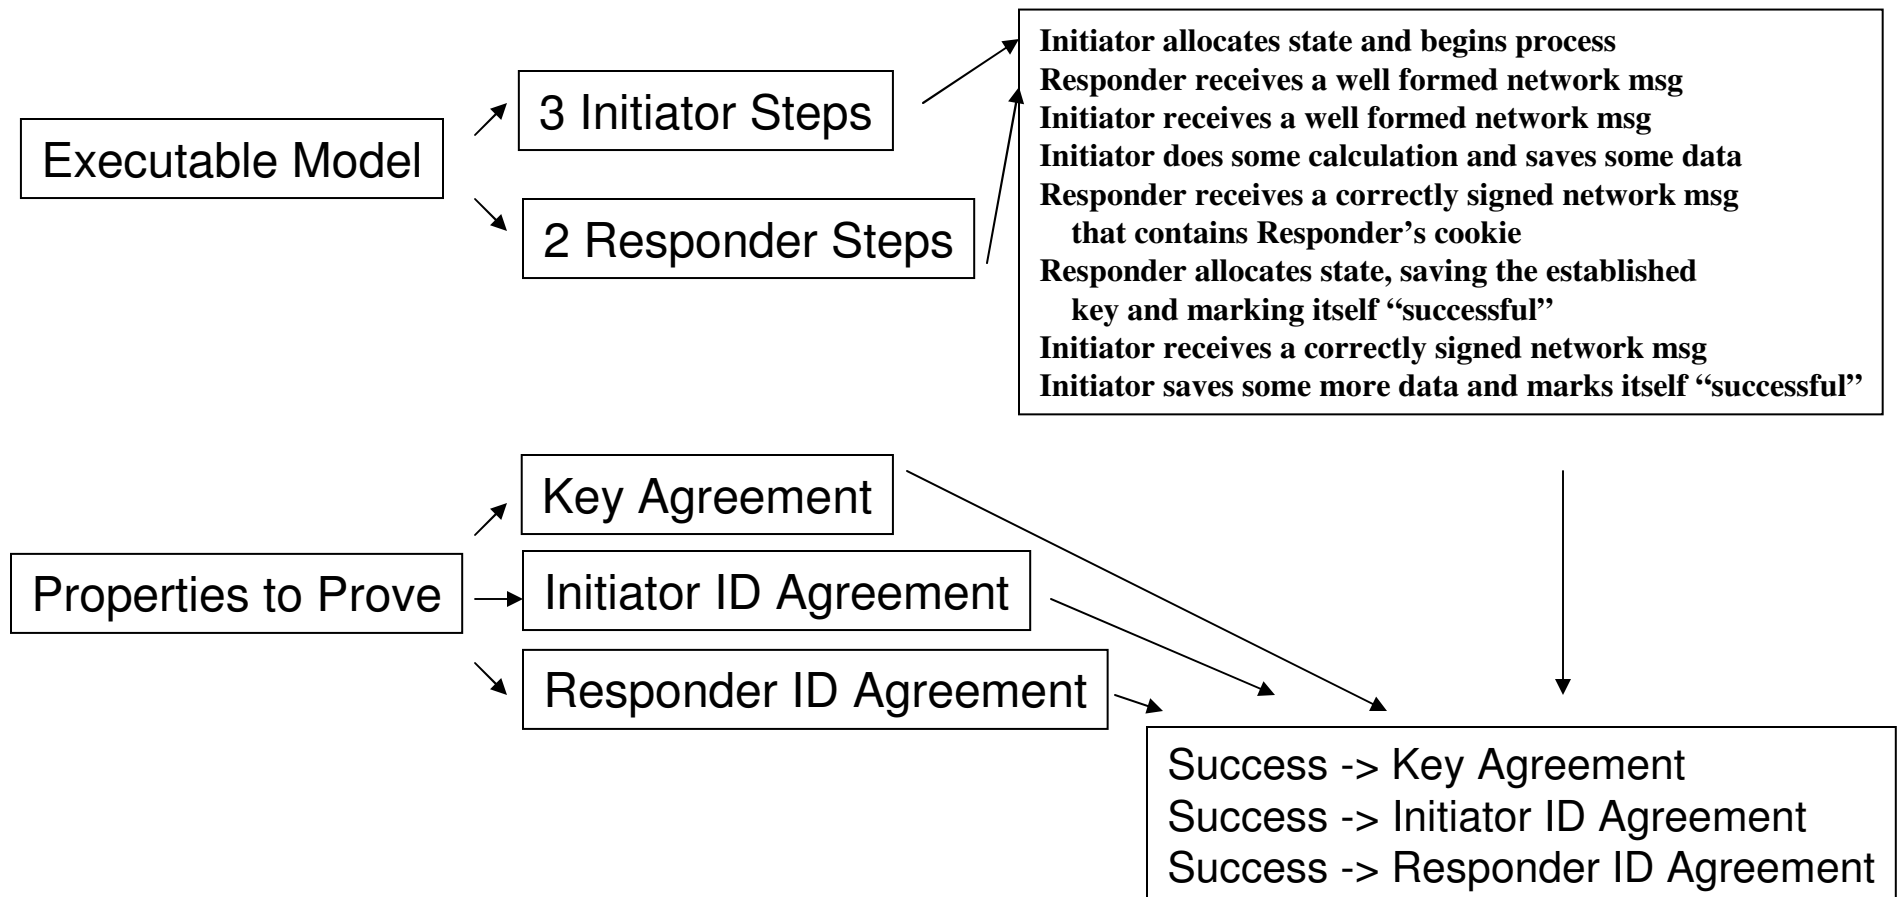 Executable Model
3 Initiator Steps
2 Responder Steps
Initiator allocates state and begins process
Responder receives a well formed network msg
Initiator receives a well formed network msg
Initiator does some calculation and saves some data
Responder receives a correctly signed network msg
that contains Responder’s cookie
Responder allocates state, saving the established
key and marking itself “successful”
Initiator receives a correctly signed network msg
Initiator saves some more data and marks itself “successful”
Properties to Prove
Key Agreement
Initiator ID Agreement
Responder ID Agreement
Success -> Key Agreement
Success -> Initiator ID Agreement
Success -> Responder ID Agreement